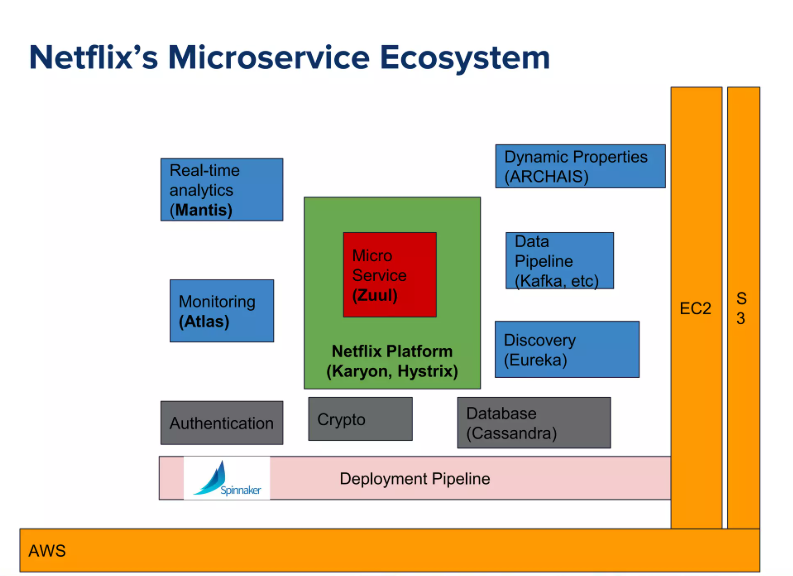 Netflix’s Microservice Ecosystem
Real-time
analytics
(Mantis)
Monitoring
(Atlas)
Micro
Service
(Zuul)
Netflix Platform
(Karyon, Hystrix)
Dynamic Properties
(ARCHAIS)
Data
Pipeline
(Kafka, etc)
Discovery
(Eureka)
Authentication
Crypto
Database
(Cassandra)
Spinnaker
Deployment Pipeline
EC2
S
3
AWS